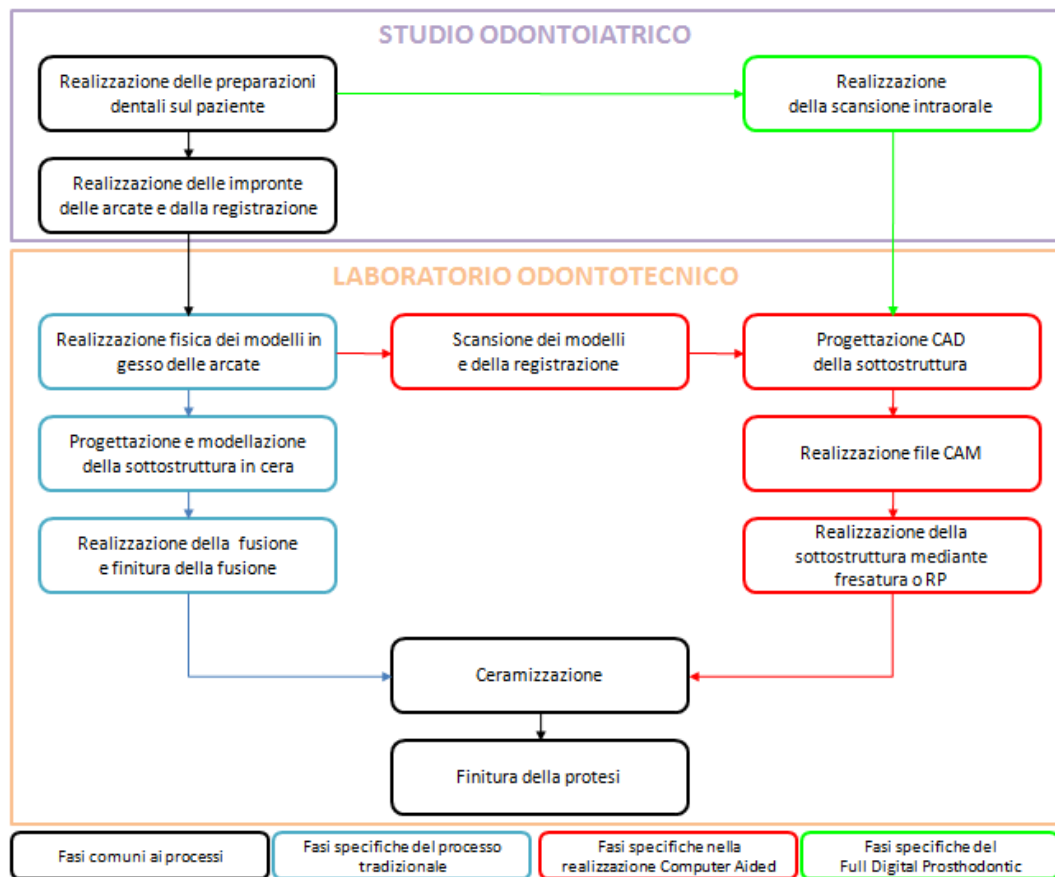 STUDIO ODONTOIATRICO
Realizzazione delle preparazioni
dentali sul paziente
Realizzazione
della scansione intraorale
Realizzazione delle impronte
delle arcate e dalla registrazione
LABORATORIO ODONTOTECNICO
Realizzazione fisica dei modelli in
gesso delle arcate
Scansione dei modelli
e della registrazione
Progettazione CAD
della sottostruttura
Progettazione e modellazione
della sottostruttura in cera
Realizzazione file CAM
Realizzazione della fusione
e finitura della fusione
Realizzazione della
sottostruttura mediante
fresatura o RP
Ceramizzazione
Finitura della protesi
Fasi comuni ai processi
Fasi specifiche del processo
tradizionale
Fasi specifiche nella
realizzazione Computer Aided
Fasi specifiche del
Full Digital Prosthodontic